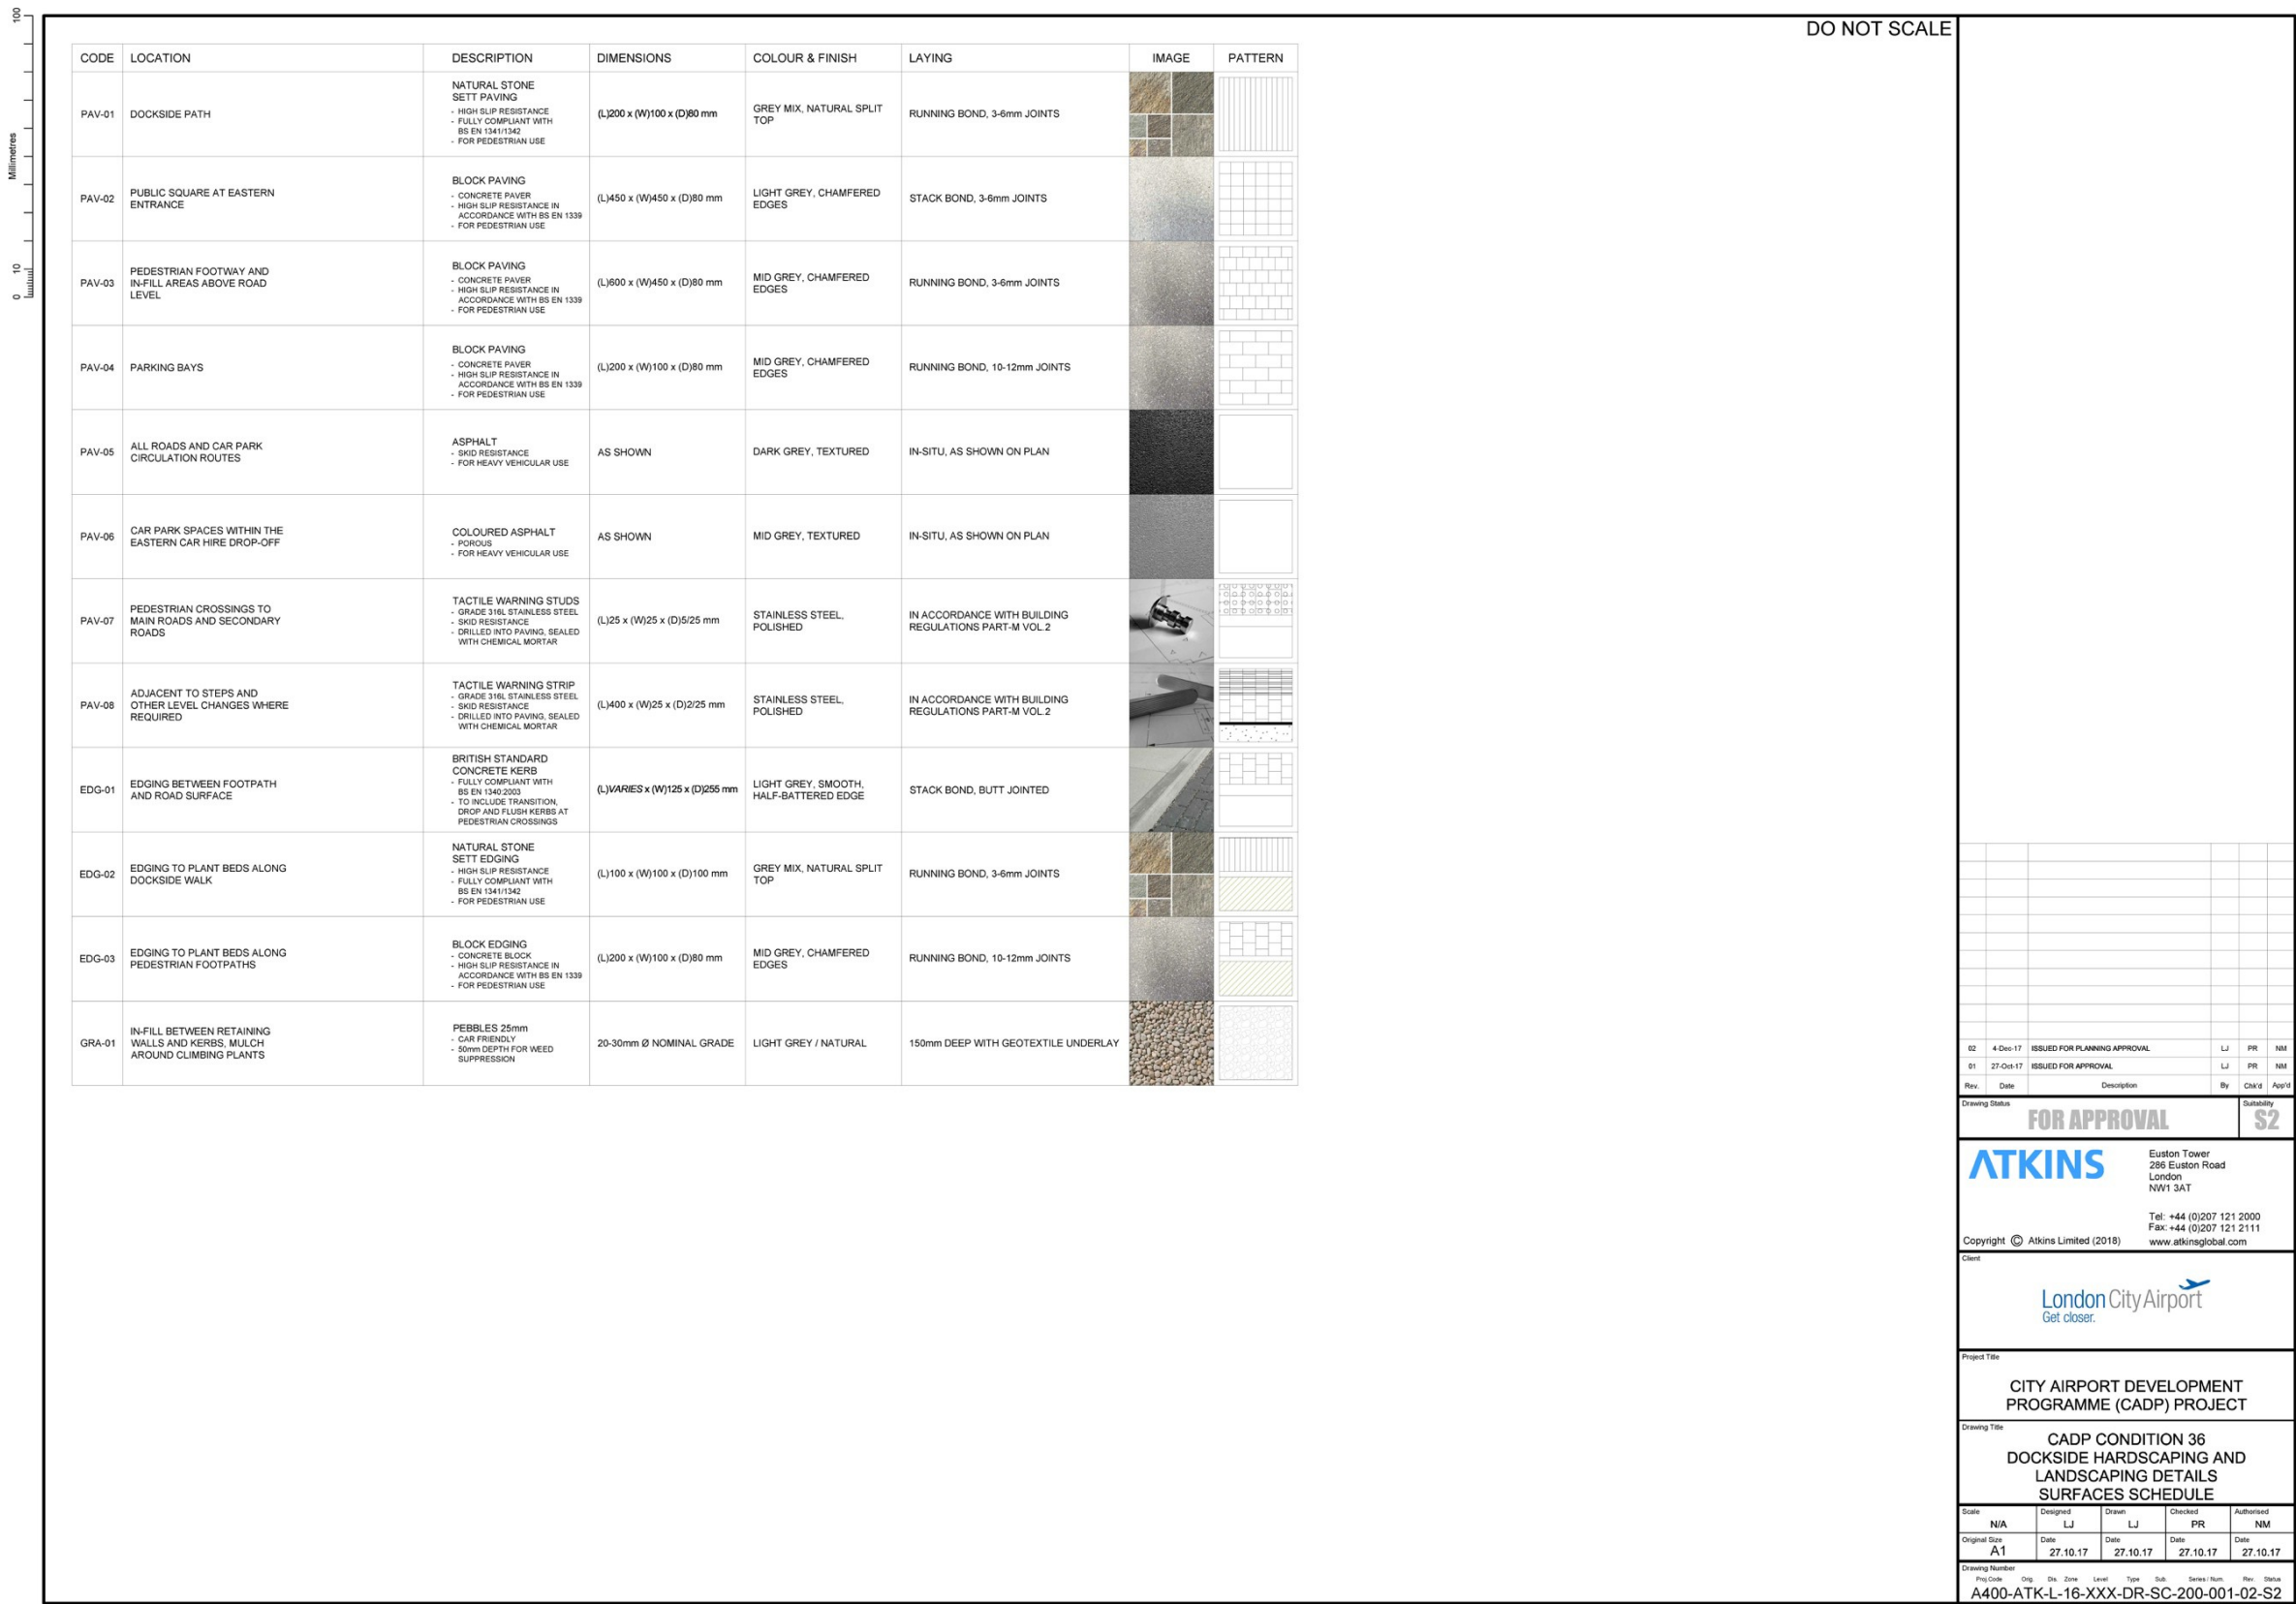 DO NOT SCALE
100
Millimetres
10
0
CODE LOCATION DESCRIPTION DIMENSIONS COLOUR & FINISH LAYING IMAGE PATTERN
PAV-01
DOCKSIDE PATH
NATURAL STONE
SETT PAVING
- HIGH SLIP RESISTANCE
- FULLY COMPLIANT WITH
BS EN 1341/1342
- FOR PEDESTRIAN USE
(L)200 x (W)100 x (D)80 mm
GREY MIX, NATURAL SPLIT
TOP
RUNNING BOND, 3-6mm JOINTS
PAV-02
PUBLIC SQUARE AT EASTERN
ENTRANCE
BLOCK PAVING
- CONCRETE PAVER
- HIGH SLIP RESISTANCE IN
ACCORDANCE WITH BS EN 1339
- FOR PEDESTRIAN USE
(L)450 x (W)450 x (D)80 mm
LIGHT GREY, CHAMFERED
EDGES
STACK BOND, 3-6mm JOINTS
PAV-03
PEDESTRIAN FOOTWAY AND
IN-FILL AREAS ABOVE ROAD
LEVEL
BLOCK PAVING
- CONCRETE PAVER
- HIGH SLIP RESISTANCE IN
ACCORDANCE WITH BS EN 1339
- FOR PEDESTRIAN USE
(L)600 x (W)450 x (D)80 mm
MID GREY, CHAMFERED
EDGES
RUNNING BOND, 3-6mm JOINTS
PAV-04
PARKING BAYS
BLOCK PAVING
- CONCRETE PAVER
- HIGH SLIP RESISTANCE IN
ACCORDANCE WITH BS EN 1339
- FOR PEDESTRIAN USE
(L)200 x (W)100 x (D)80 mm
MID GREY, CHAMFERED
EDGES
RUNNING BOND, 10-12mm JOINTS
PAV-05
ALL ROADS AND CAR PARK
CIRCULATION ROUTES
ASPHALT
- SKID RESISTANCE
- FOR HEAVY VEHICULAR USE
AS SHOWN
DARK GREY, TEXTURED
IN-SITU, AS SHOWN ON PLAN
PAV-06
CAR PARK SPACES WITHIN THE
EASTERN CAR HIRE DROP-OFF
COLOURED ASPHALT
- POROUS
- FOR HEAVY VEHICULAR USE
AS SHOWN
MID GREY, TEXTURED
IN-SITU, AS SHOWN ON PLAN
PAV-07
PEDESTRIAN CROSSINGS TO
MAIN ROADS AND SECONDARY
ROADS
TACTILE WARNING STUDS
- GRADE 316L STAINLESS STEEL
- SKID RESISTANCE
- DRILLED INTO PAVING, SEALED
WITH CHEMICAL MORTAR
(L)25 x (W)25 x (D)5/25 mm
STAINLESS STEEL,
POLISHED
IN ACCORDANCE WITH BUILDING
REGULATIONS PART-M VOL.2
PAV-08
ADJACENT TO STEPS AND
OTHER LEVEL CHANGES WHERE
REQUIRED
TACTILE WARNING STRIP
- GRADE 316L STAINLESS STEEL
- SKID RESISTANCE
- DRILLED INTO PAVING, SEALED
WITH CHEMICAL MORTAR
(L)400 x (W)25 x (D)2/25 mm
STAINLESS STEEL,
POLISHED
IN ACCORDANCE WITH BUILDING
REGULATIONS PART-M VOL.2
EDG-01
EDGING BETWEEN FOOTPATH
AND ROAD SURFACE
BRITISH STANDARD
CONCRETE KERB
- FULLY COMPLIANT WITH
BS EN 1340:2003
- TO INCLUDE TRANSITION,
DROP AND FLUSH KERBS AT
PEDESTRIAN CROSSINGS
(L)VARIES x (W)125 x (D)255 mm
LIGHT GREY, SMOOTH,
HALF-BATTERED EDGE
STACK BOND, BUTT JOINTED
EDG-02
EDGING TO PLANT BEDS ALONG
DOCKSIDE WALK
NATURAL STONE
SETT EDGING
- HIGH SLIP RESISTANCE
- FULLY COMPLIANT WITH
BS EN 1341/1342
- FOR PEDESTRIAN USE
(L)100 x (W)100 x (D)100 mm
GREY MIX, NATURAL SPLIT
TOP
RUNNING BOND, 3-6mm JOINTS
EDG-03
EDGING TO PLANT BEDS ALONG
PEDESTRIAN FOOTPATHS
BLOCK EDGING
- CONCRETE BLOCK
- HIGH SLIP RESISTANCE IN
ACCORDANCE WITH BS EN 1339
- FOR PEDESTRIAN USE
(L)200 x (W)100 x (D)80 mm
MID GREY, CHAMFERED
EDGES
RUNNING BOND, 10-12mm JOINTS
GRA-01
IN-FILL BETWEEN RETAINING
WALLS AND KERBS, MULCH
AROUND CLIMBING PLANTS
PEBBLES 25mm
- CAR FRIENDLY
- 50mm DEPTH FOR WEED
SUPPRESSION
20-30mm Ø NOMINAL GRADE
LIGHT GREY / NATURAL
150mm DEEP WITH GEOTEXTILE UNDERLAY
02 4-Dec-17 ISSUED FOR PLANNING APPROVAL LJ PR NM
01 27-Oct-17 ISSUED FOR APPROVAL LJ PR NM
Rev. Date Description By Chk'd App'd
Drawing Status
FOR APPROVAL
Suitability
S2
ATKINS
Euston Tower
286 Euston Road
London
NW1 3AT
Tel: +44 (0)207 121 2000
Fax: +44 (0)207 121 2111
Copyright © Atkins Limited (2018) www.atkinsglobal.com
Client
London City Airport
Get closer.
Project Title
CITY AIRPORT DEVELOPMENT
PROGRAMME (CADP) PROJECT
Drawing Title
CADP CONDITION 36
DOCKSIDE HARDSCAPING AND
LANDSCAPING DETAILS
SURFACES SCHEDULE
Scale Designed Drawn Checked Authorised
N/A LJ LJ PR NM
Original Size Date Date Date Date
A1 27.10.17 27.10.17 27.10.17 27.10.17
Drawing Number
Proj.Code Orig. Dis. Zone Level Type Sub. Series / Num. Rev. Status
A400-ATK-L-16-XXX-DR-SC-200-001-02-S2